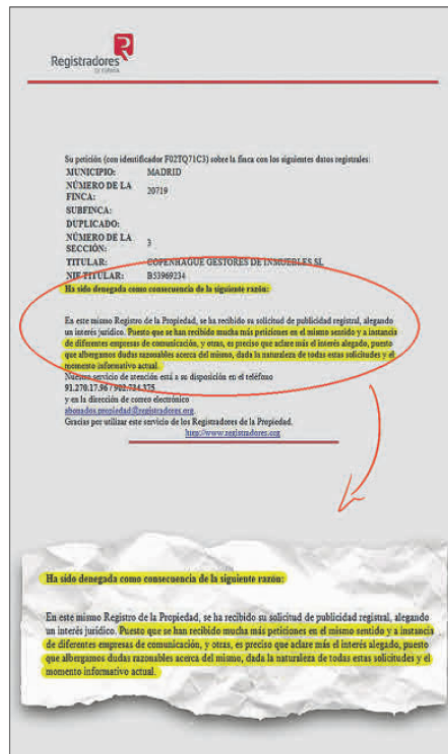 Registradores
DE ESPAÑA
Su petición (con identificador F02TQ71C3) sobre la finca con los siguientes datos registrales:
MUNICIPIO: MADRID
NÚMERO DE LA
FINCA: 20719
SUBFINCA:
DUPLICADO:
NÚMERO DE LA
SECCIÓN: 3
TITULAR: COPENHAGUE GESTORES DE INMUEBLES SL
NIF TITULAR: B53969234
Ha sido denegada como consecuencia de la siguiente razón:
En este mismo Registro de la Propiedad, se ha recibido su solicitud de publicidad registral, alegando
un interés jurídico. Puesto que se han recibido mucha más peticiones en el mismo sentido y a instancia
de diferentes empresas de comunicación, y otras, es preciso que aclare más el interés alegado, puesto
que albergamos dudas razonables acerca del mismo, dada la naturaleza de todas estas solicitudes y el
momento informativo actual.
Nuestro servicio de atención está a su disposición en el teléfono
91.270.17.96 / 902.734.375
y en la dirección de correo electrónico
abonados.propiedad@registradores.org.
Gracias por utilizar este servicio de los Registradores de la Propiedad.
http://www.registradores.org
Ha sido denegada como consecuencia de la siguiente razón:
En este mismo Registro de la Propiedad, se ha recibido su solicitud de publicidad registral, alegando
un interés jurídico. Puesto que se han recibido mucha más peticiones en el mismo sentido y a instancia
de diferentes empresas de comunicación, y otras, es preciso que aclare más el interés alegado, puesto
que albergamos dudas razonables acerca del mismo, dada la naturaleza de todas estas solicitudes y el
momento informativo actual.